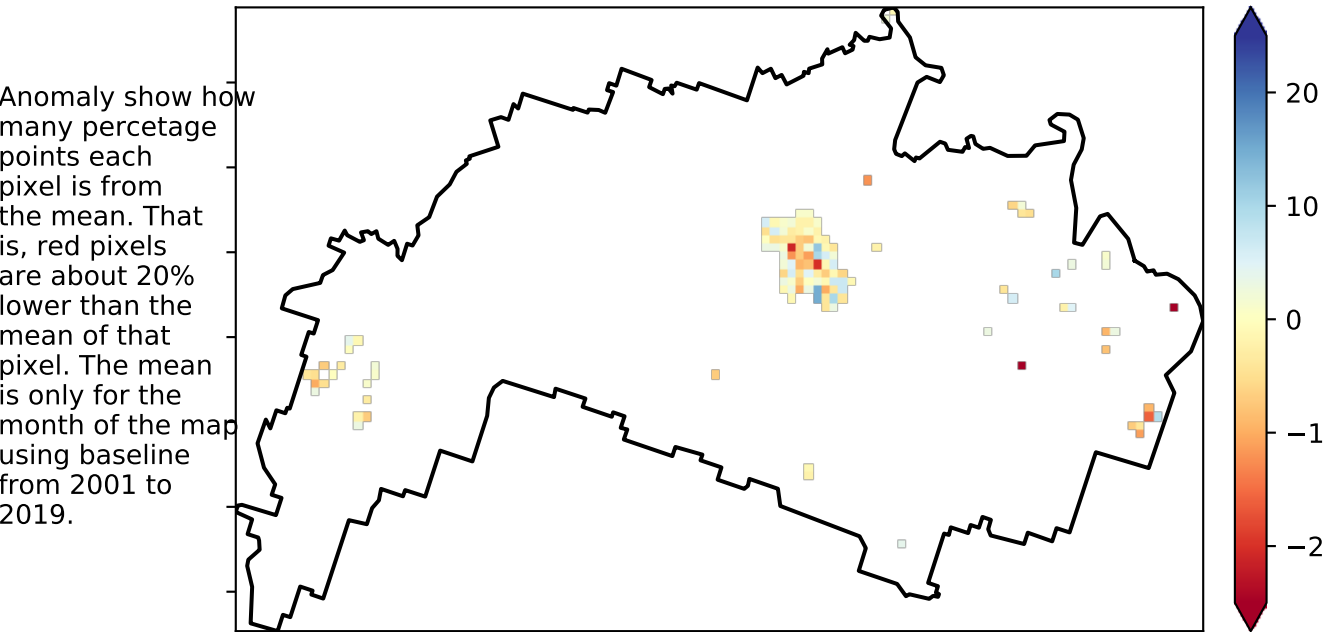 Anomaly show how
many percetage
points each
pixel is from
the mean. That
is, red pixels
are about 20%
lower than the
mean of that
pixel. The mean
is only for the
month of the map
using baseline
from 2001 to
2019.
20
10
0
−1
−2